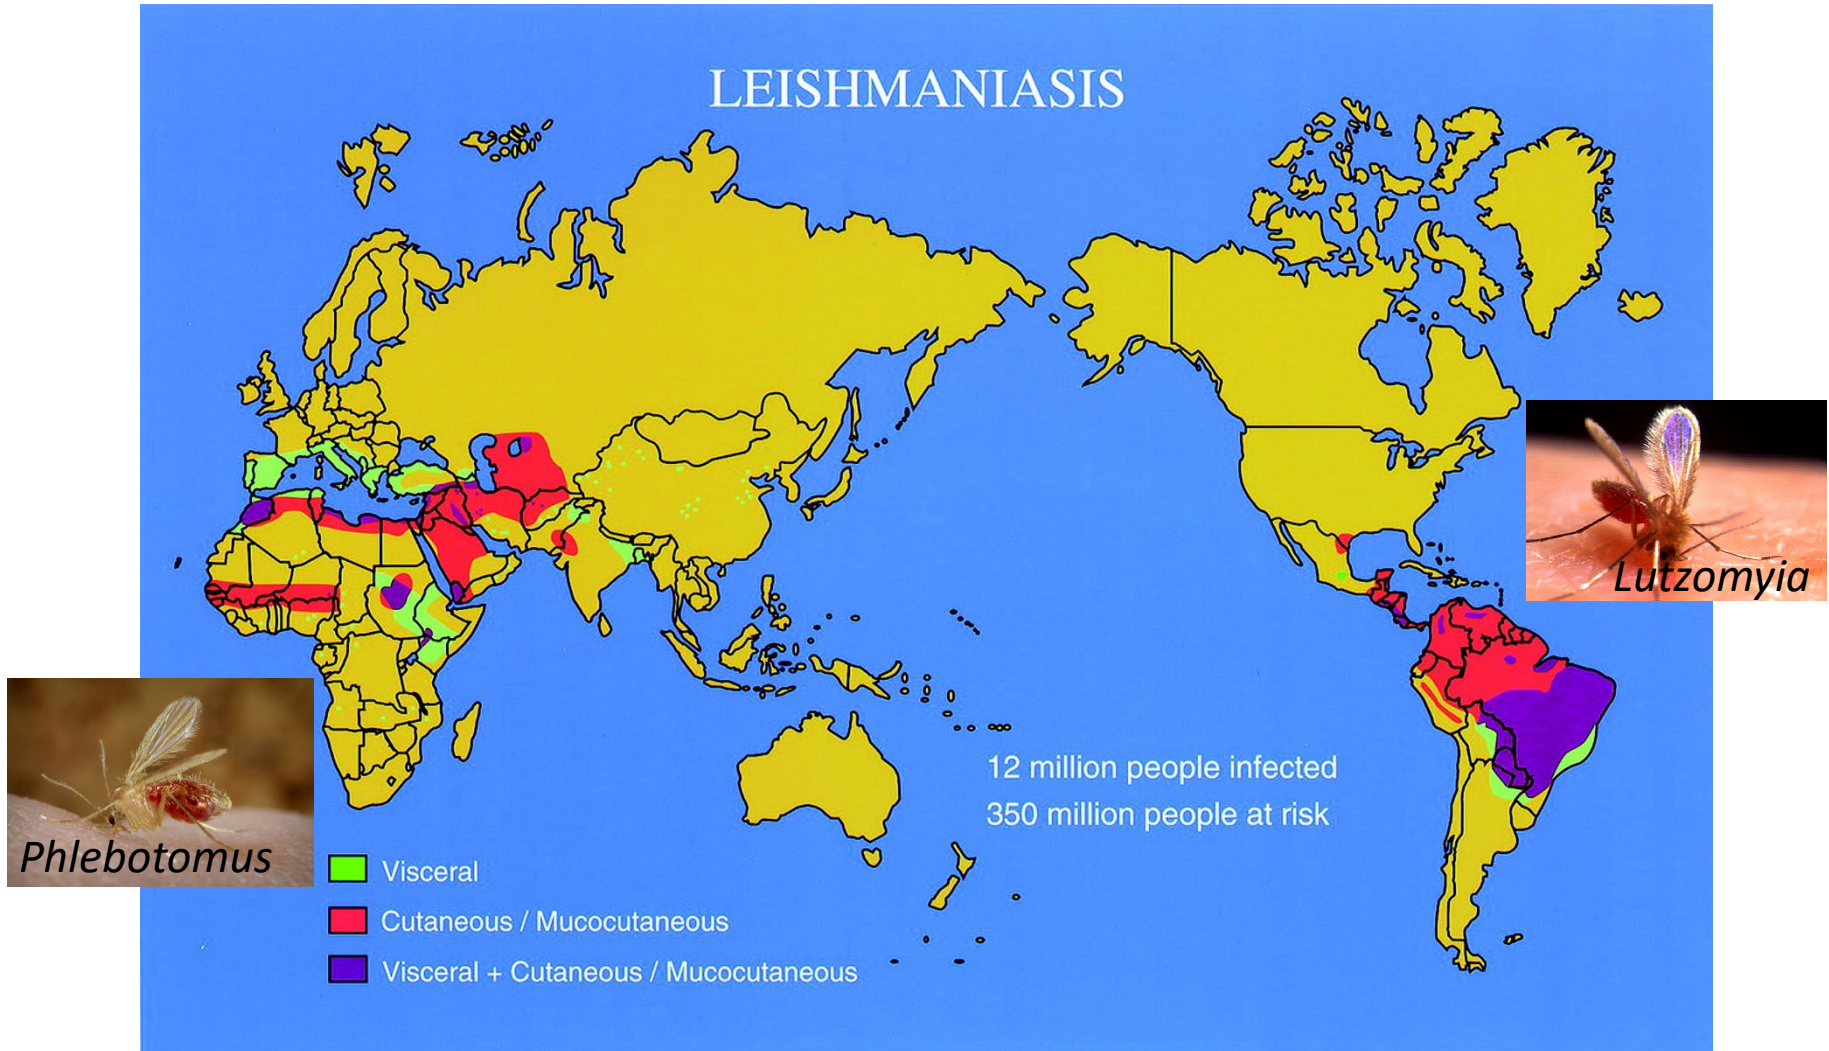 LEISHMANIASIS
Lutzomyia
Phlebotomus
12 million people infected
350 million people at risk
Visceral
Cutaneous / Mucocutaneous
Visceral + Cutaneous / Mucocutaneous